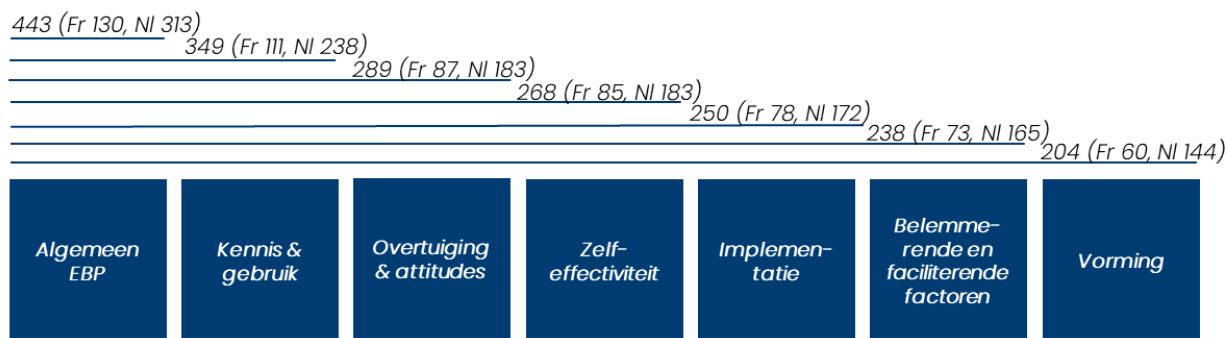 443 (Fr 130, Nl 313)
349 (Fr 111, Nl 238)
289 (Fr 87, Nl 183)
268 (Fr 85, Nl 183)
250 (Fr 78, Nl 172)
238 (Fr 73, Nl 165)
204 (Fr 60, Nl 144)
Algemeen
EBP
Kennis &
gebruik
Overtuiging
& attitudes
Zelf-
effectiviteit
Implemen-
tatie
Belemme-
rende en
faciliterende
factoren
Vorming